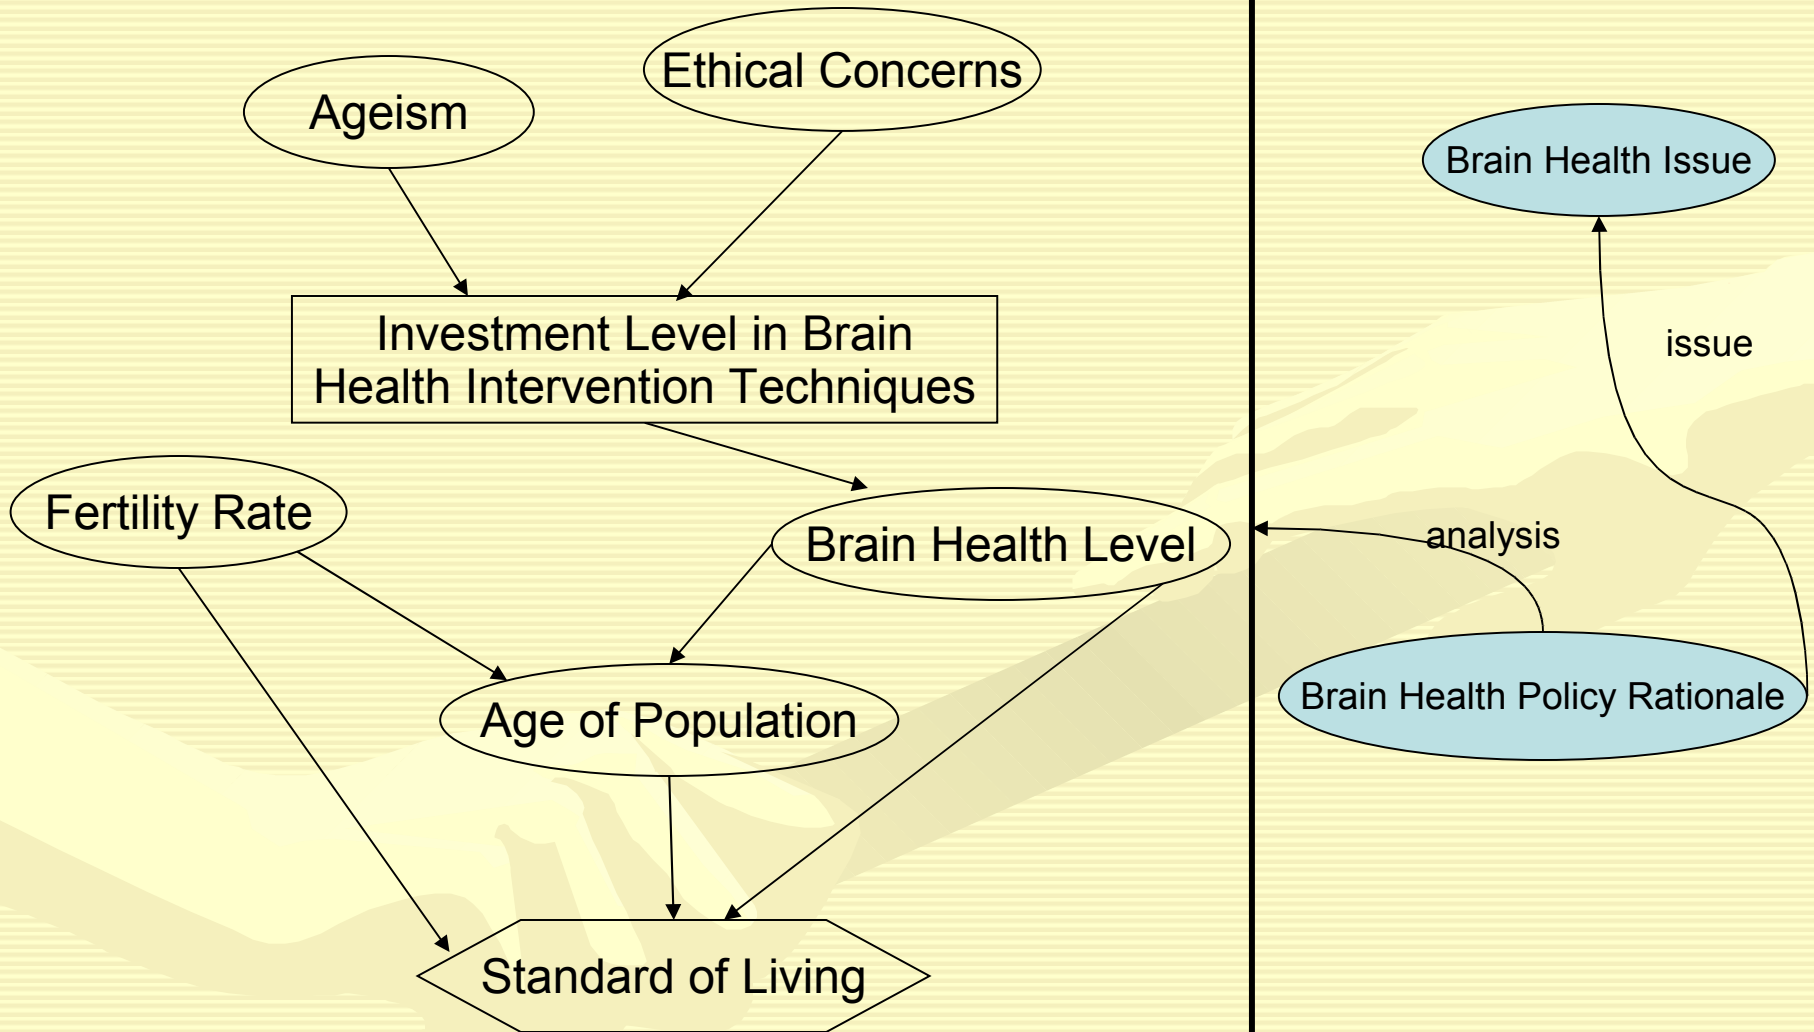 Ethical Concerns
Ageism
Investment Level in Brain
Health Intervention Techniques
Fertility Rate
Brain Health Level
Age of Population
Standard of Living
Brain Health Issue
issue
analysis
Brain Health Policy Rationale